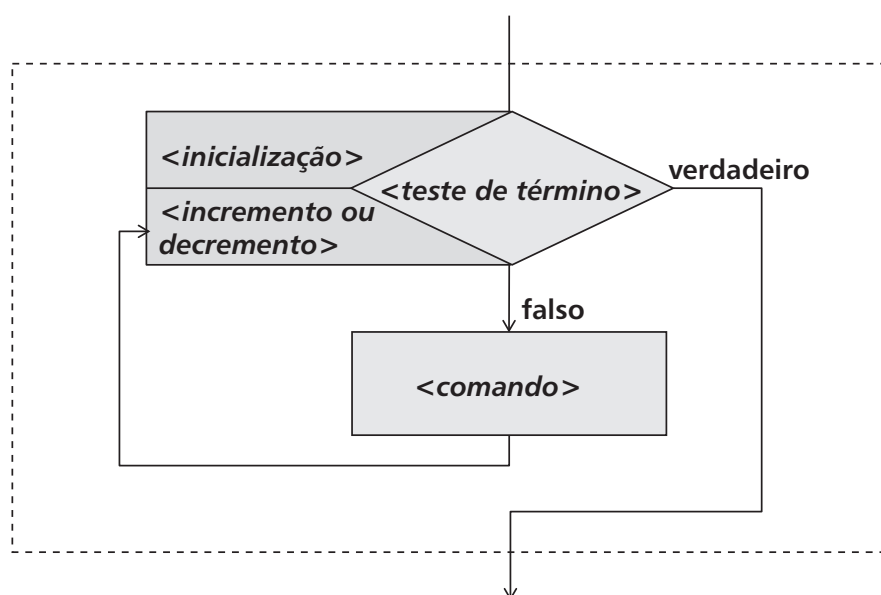 <inicialização>
<teste de término>
verdadeiro
<incremento ou
decremento>
falso
<comando>